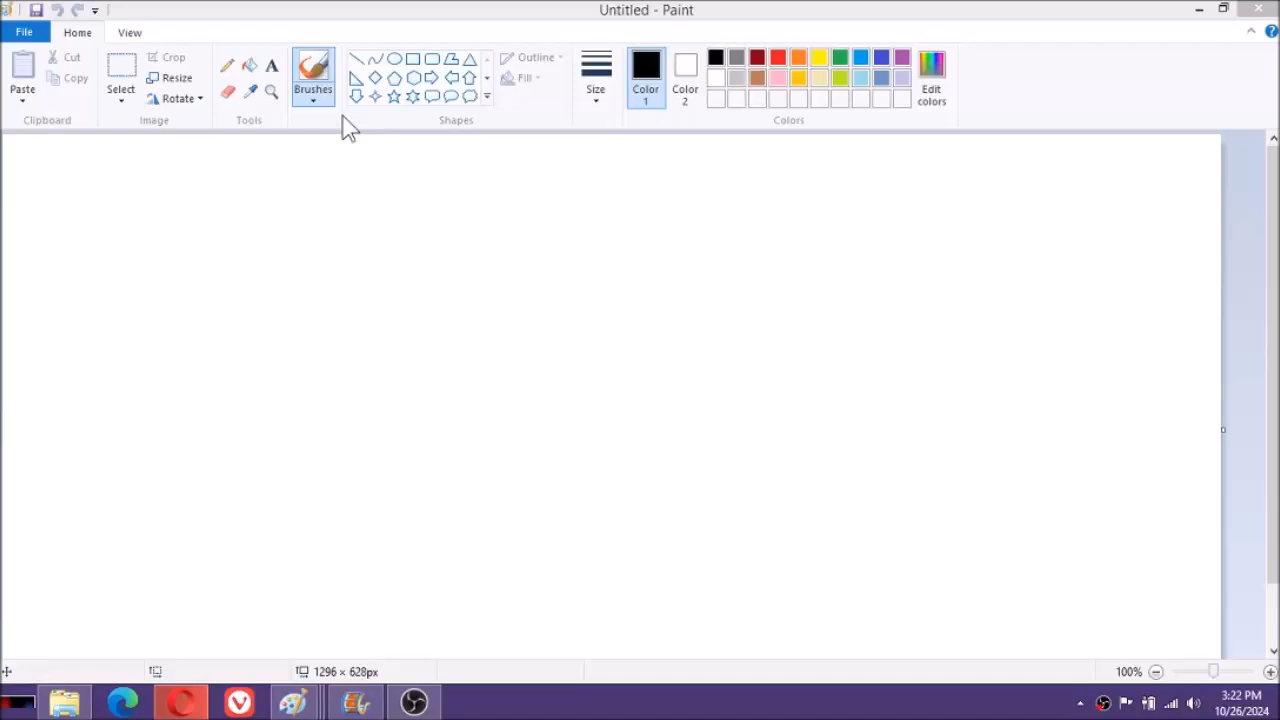 Untitled - Paint
File Home View
Paste
Cut
Copy
Clipboard
Select
Crop
Resize
Rotate
Image
A
Tools
Brushes
Shapes
Outline
Fill
Size
Color
1
Color
2
Edit
colors
Colors
1296 × 628px
100%
3:22 PM
10/26/2024